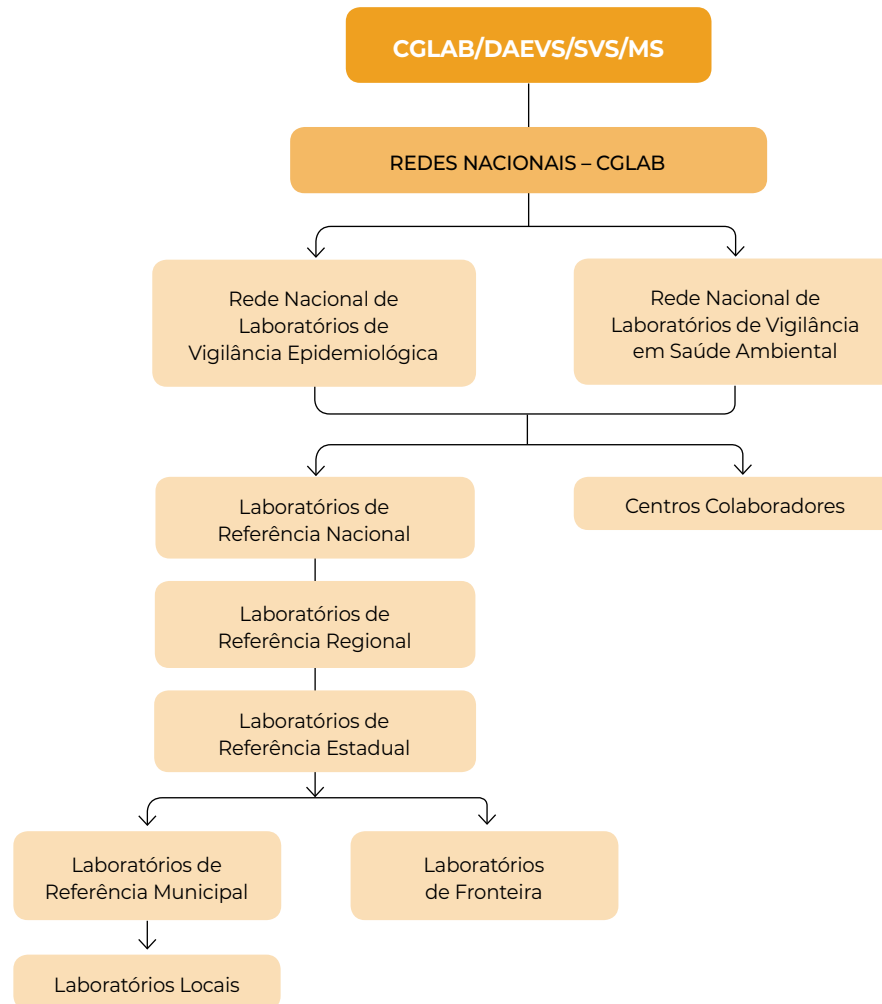 CGLAB/DAEVS/SVS/MS
REDES NACIONAIS – CGLAB
Rede Nacional de
Laboratórios de
Vigilância Epidemiológica
Rede Nacional de
Laboratórios de Vigilância
em Saúde Ambiental
Laboratórios de
Referência Nacional
Centros Colaboradores
Laboratórios de
Referência Regional
Laboratórios de
Referência Estadual
Laboratórios de
Referência Municipal
Laboratórios
de Fronteira
Laboratórios Locais